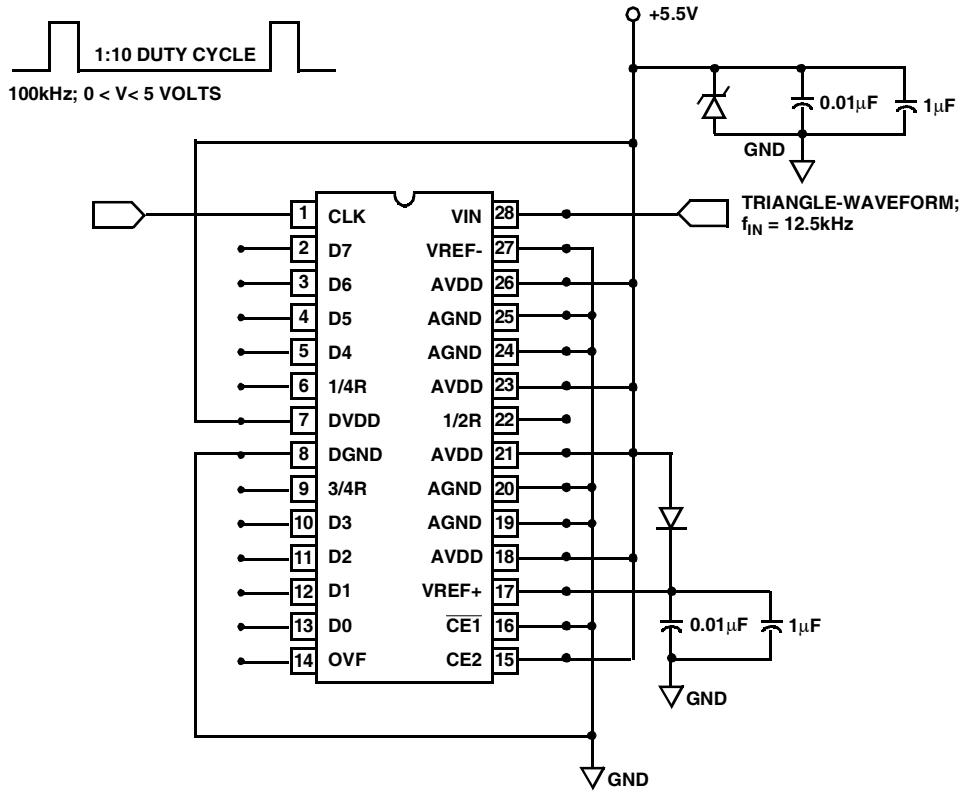 +5.5V
1:10 DUTY CYCLE
100kHz; 0 < V< 5 VOLTS
0.01μF
1μF
GND
TRIANGLE-WAVEFORM;
fIN = 12.5kHz
1 CLK VIN 28
2 D7 VREF- 27
3 D6 AVDD 26
4 D5 AGND 25
5 D4 AGND 24
6 1/4R AVDD 23
7 DVDD 1/2R 22
8 DGND AVDD 21
9 3/4R AGND 20
10 D3 AGND 19
11 D2 AVDD 18
12 D1 VREF+ 17
13 D0 CE1 16
14 OVF CE2 15
0.01μF
1μF
GND
GND